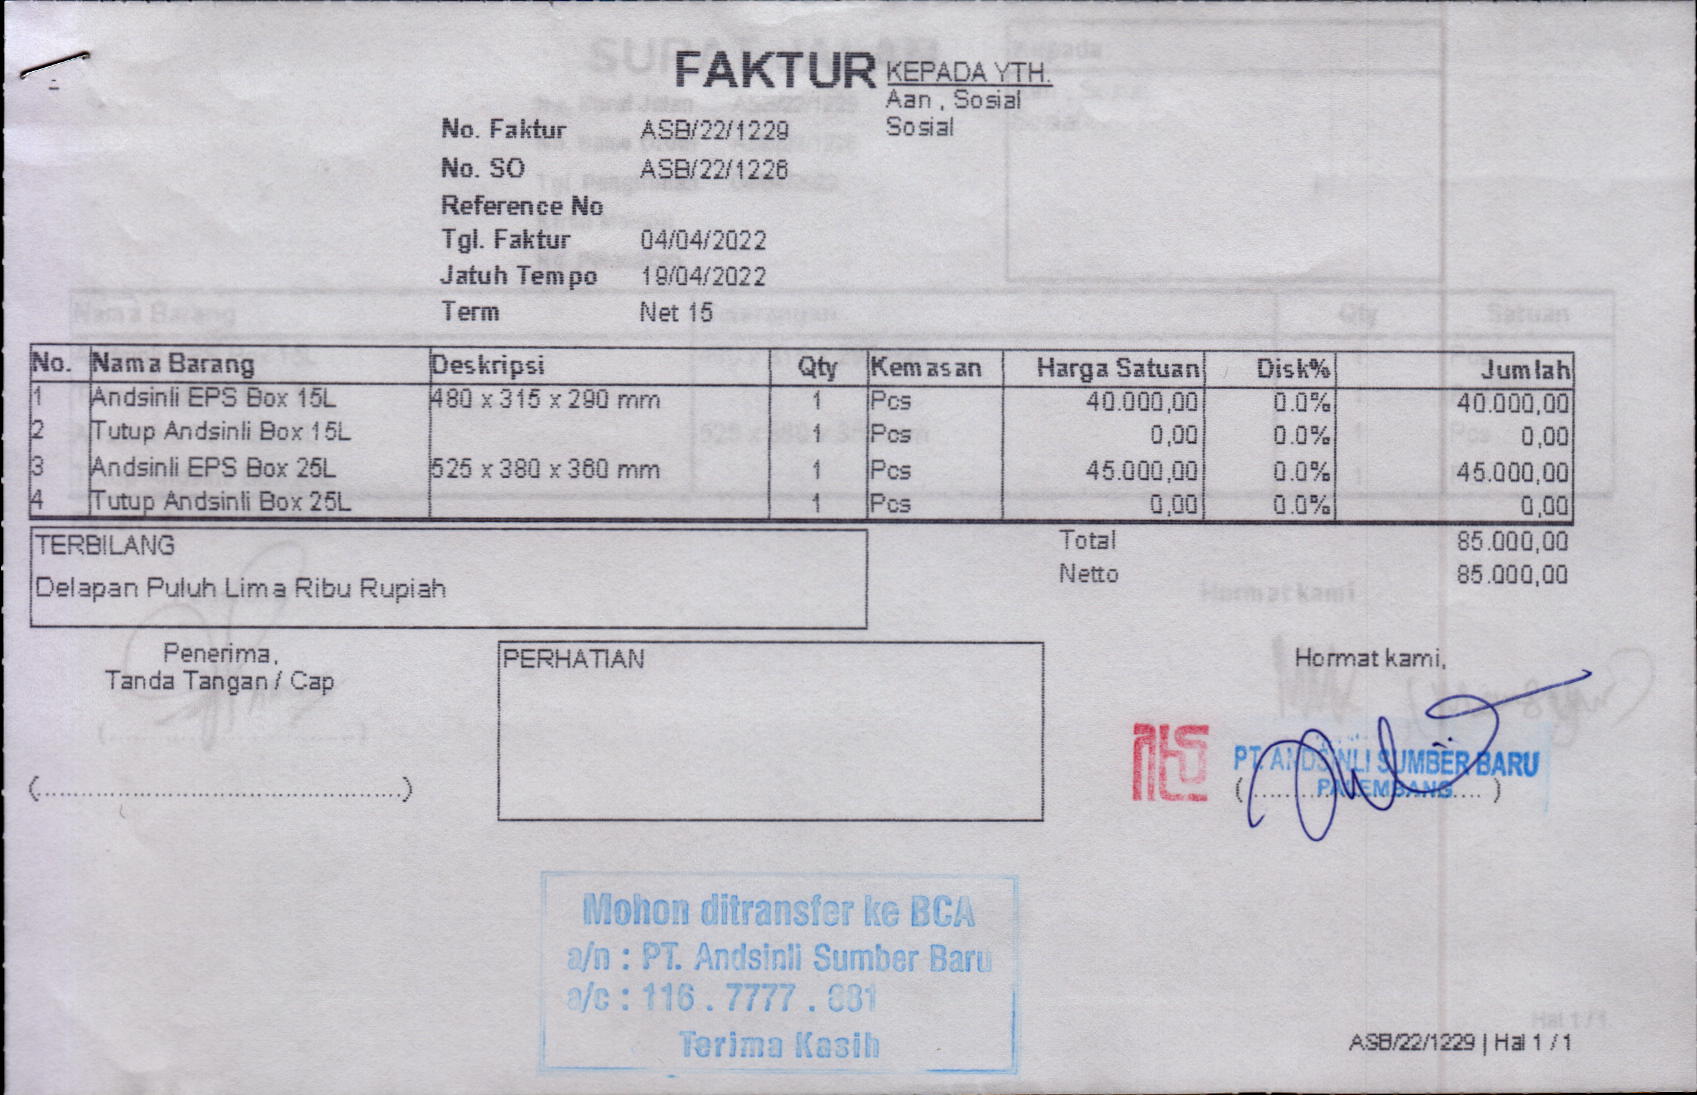 FAKTUR
KEPADA YTH.
Aan , Sosial
Sosial
No. Faktur ASB/22/1229
No. SO ASB/22/1226
Reference No
Tgl. Faktur 04/04/2022
Jatuh Tempo 19/04/2022
Term Net 15
No. Nama Barang Deskripsi Qty Kemasan Harga Satuan Disk% Jumlah
1 Andsinli EPS Box 15L 480 x 315 x 290 mm 1 Pcs 40.000,00 0.0% 40.000,00
2 Tutup Andsinli Box 15L 1 Pcs 0,00 0.0% 0,00
3 Andsinli EPS Box 25L 525 x 380 x 360 mm 1 Pcs 45.000,00 0.0% 45.000,00
4 Tutup Andsinli Box 25L 1 Pcs 0,00 0.0% 0,00
TERBILANG
Delapan Puluh Lima Ribu Rupiah
Total 85.000,00
Netto 85.000,00
Penerima,
Tanda Tangan / Cap
(................................................)
PERHATIAN
Hormat kami,
PT. ANDSINLI SUMBER BARU
PALEMBANG
Mohon ditransfer ke BCA
a/n : PT. Andsinli Sumber Baru
a/c : 116 . 7777 .
Terima Kasih
ASB/22/1229 | Hal 1 / 1